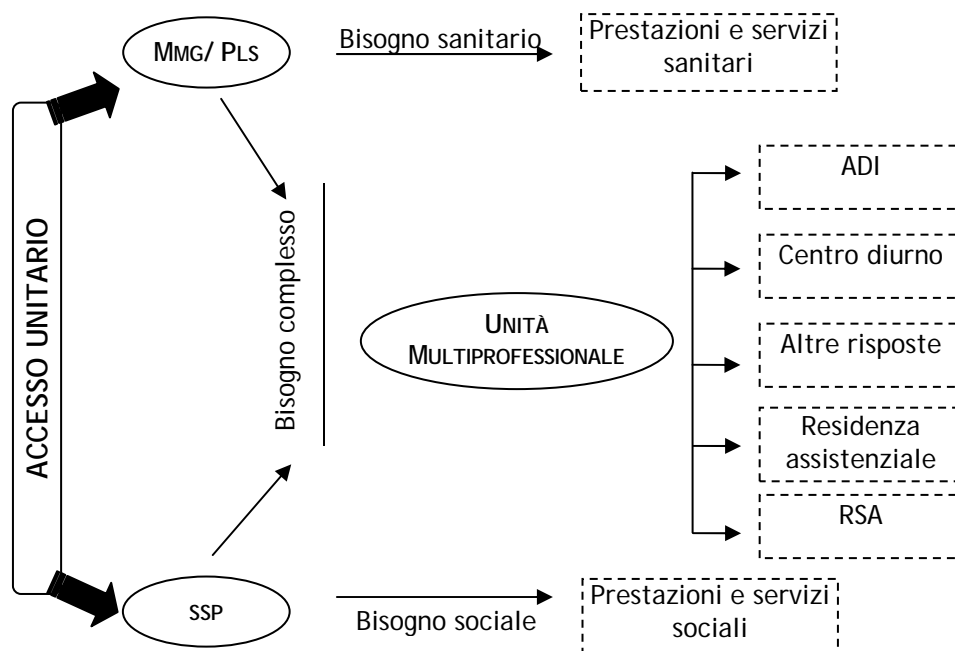 MMG/ PLS
Bisogno sanitario
Prestazioni e servizi
sanitari
ACCESSO UNITARIO
Bisogno complesso
UNITÀ
MULTIPROFESSIONALE
ADI
Centro diurno
Altre risposte
Residenza
assistenziale
RSA
SSP
Bisogno sociale
Prestazioni e servizi
sociali